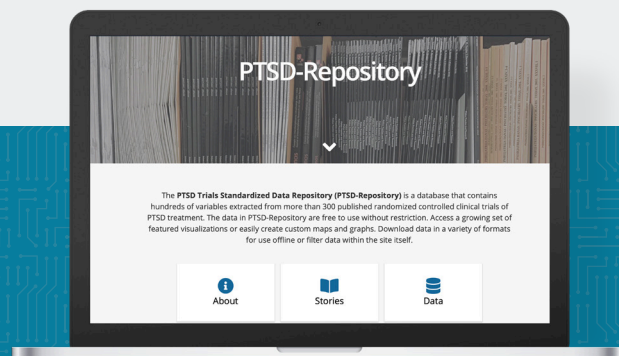 PTSD-Repository
The PTSD Trials Standardized Data Repository (PTSD-Repository) is a database that contains
hundreds of variables extracted from more than 300 published randomized controlled clinical trials of
PTSD treatment. The data in PTSD-Repository are free to use without restriction. Access a growing set of
featured visualizations or easily create custom maps and graphs. Download data in a variety of formats
for use offline or filter data within the site itself.
About
Stories
Data